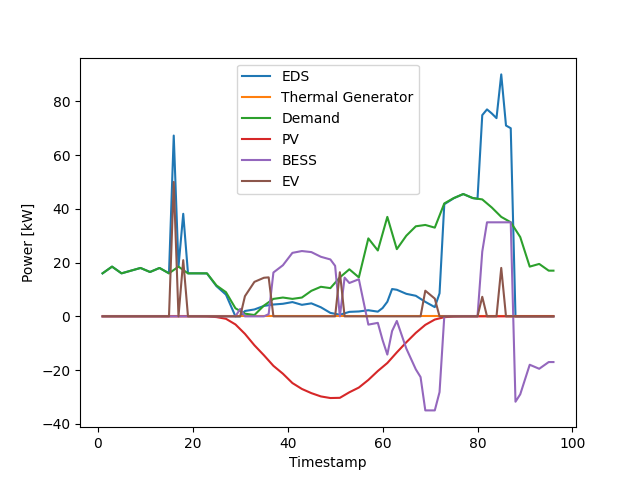 EDS
Thermal Generator
Demand
PV
BESS
EV
Power [kW]
80
60
40
20
0
−20
−40
0 20 40 60 80 100
Timestamp